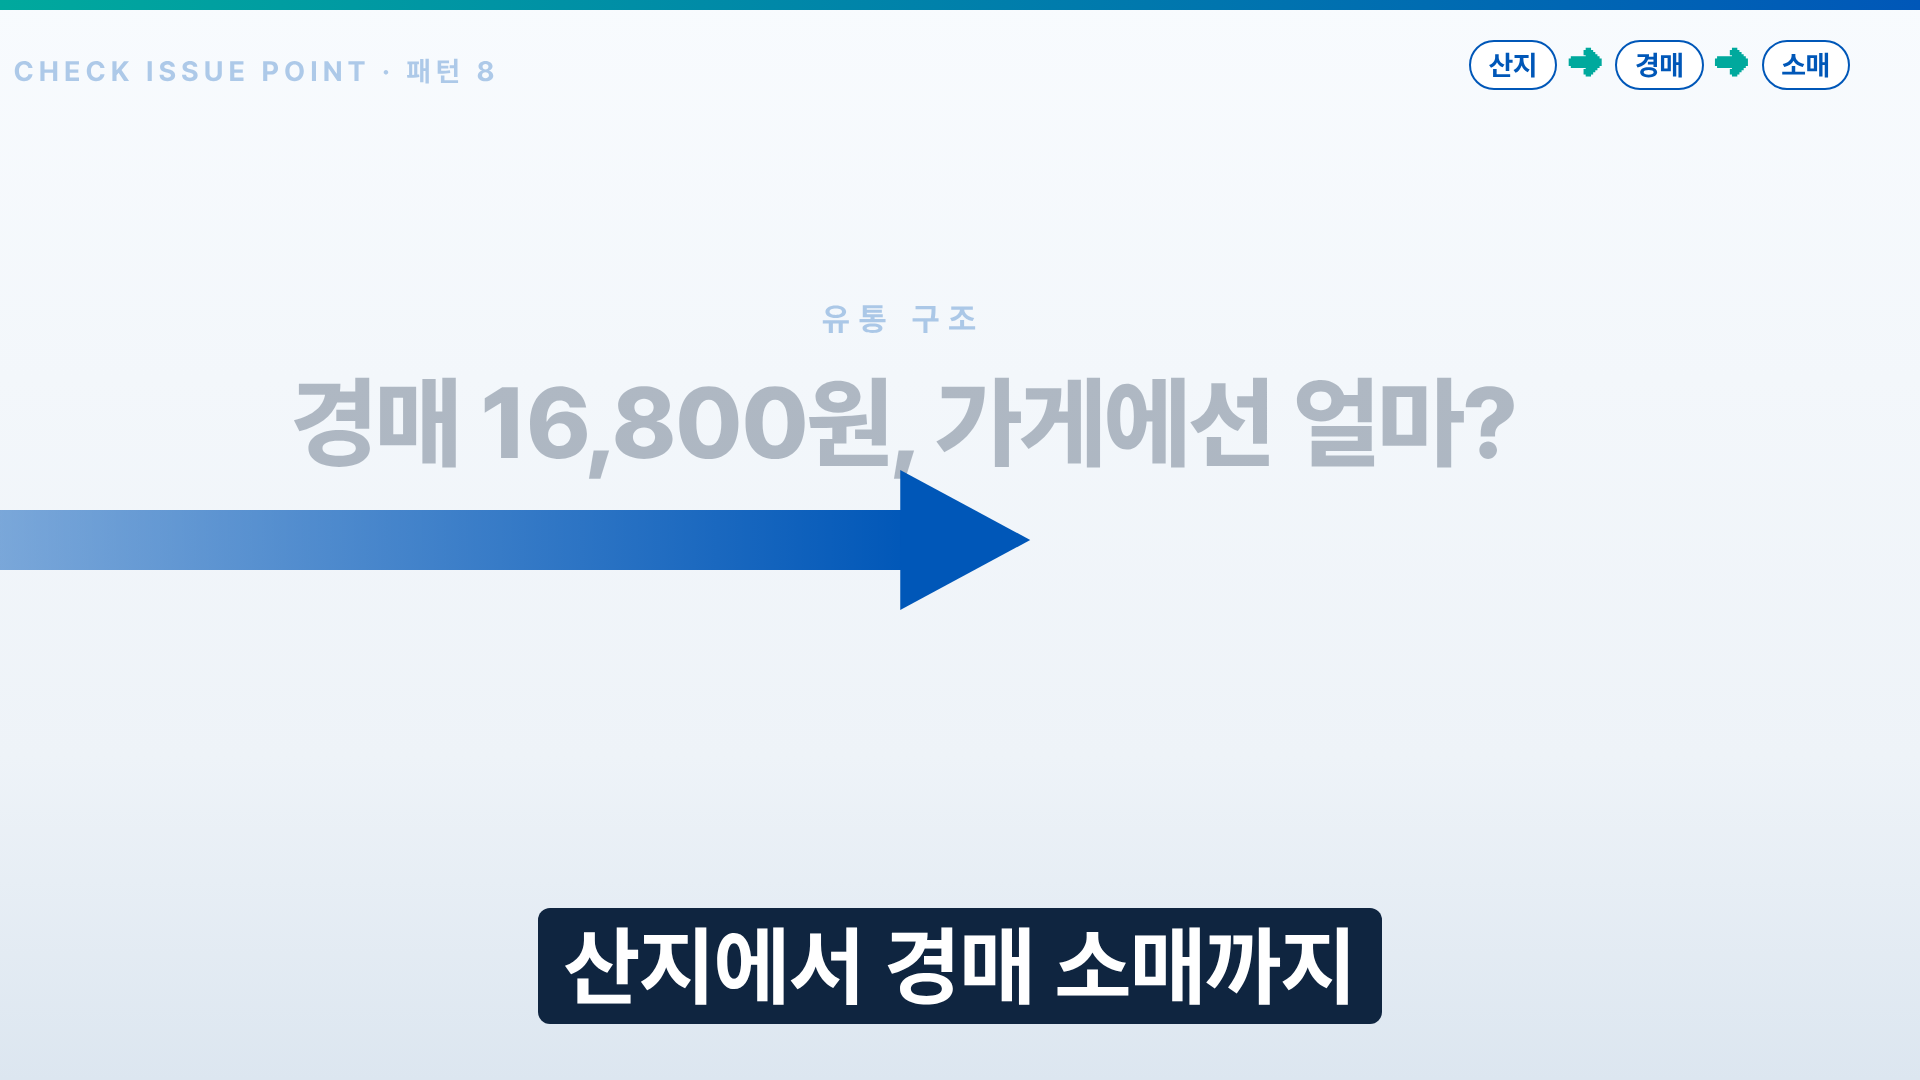 CHECK ISSUE POINT · 패턴 8
산지 → 경매 → 소매
유통 구조
경매 16,800원, 가게에선 얼마?
산지에서 경매 소매까지